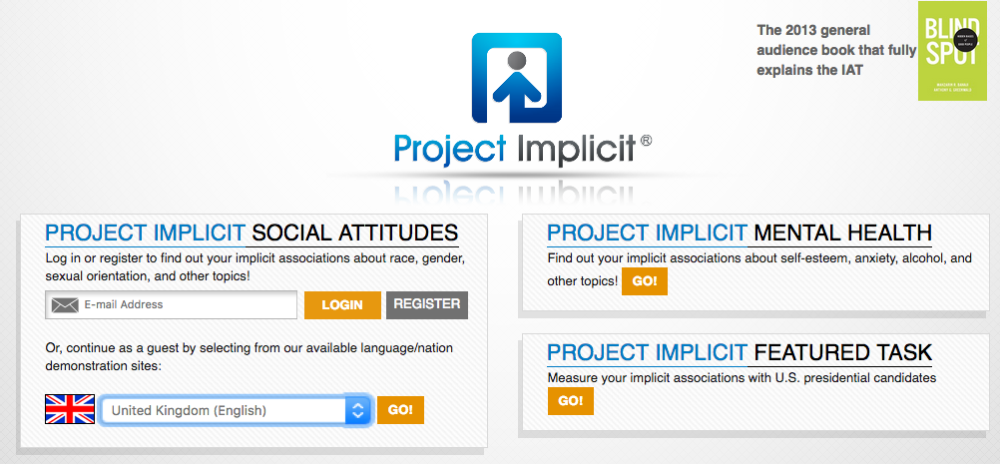 The 2013 general
audience book that fully
explains the IAT
BLIND
SPOT
Project Implicit®
PROJECT IMPLICIT SOCIAL ATTITUDES
Log in or register to find out your implicit associations about race, gender,
sexual orientation, and other topics!
E-mail Address
LOGIN
REGISTER
Or, continue as a guest by selecting from our available language/nation
demonstration sites:
United Kingdom (English)
GO!
PROJECT IMPLICIT MENTAL HEALTH
Find out your implicit associations about self-esteem, anxiety, alcohol, and
other topics! GO!
PROJECT IMPLICIT FEATURED TASK
Measure your implicit associations with U.S. presidential candidates
GO!